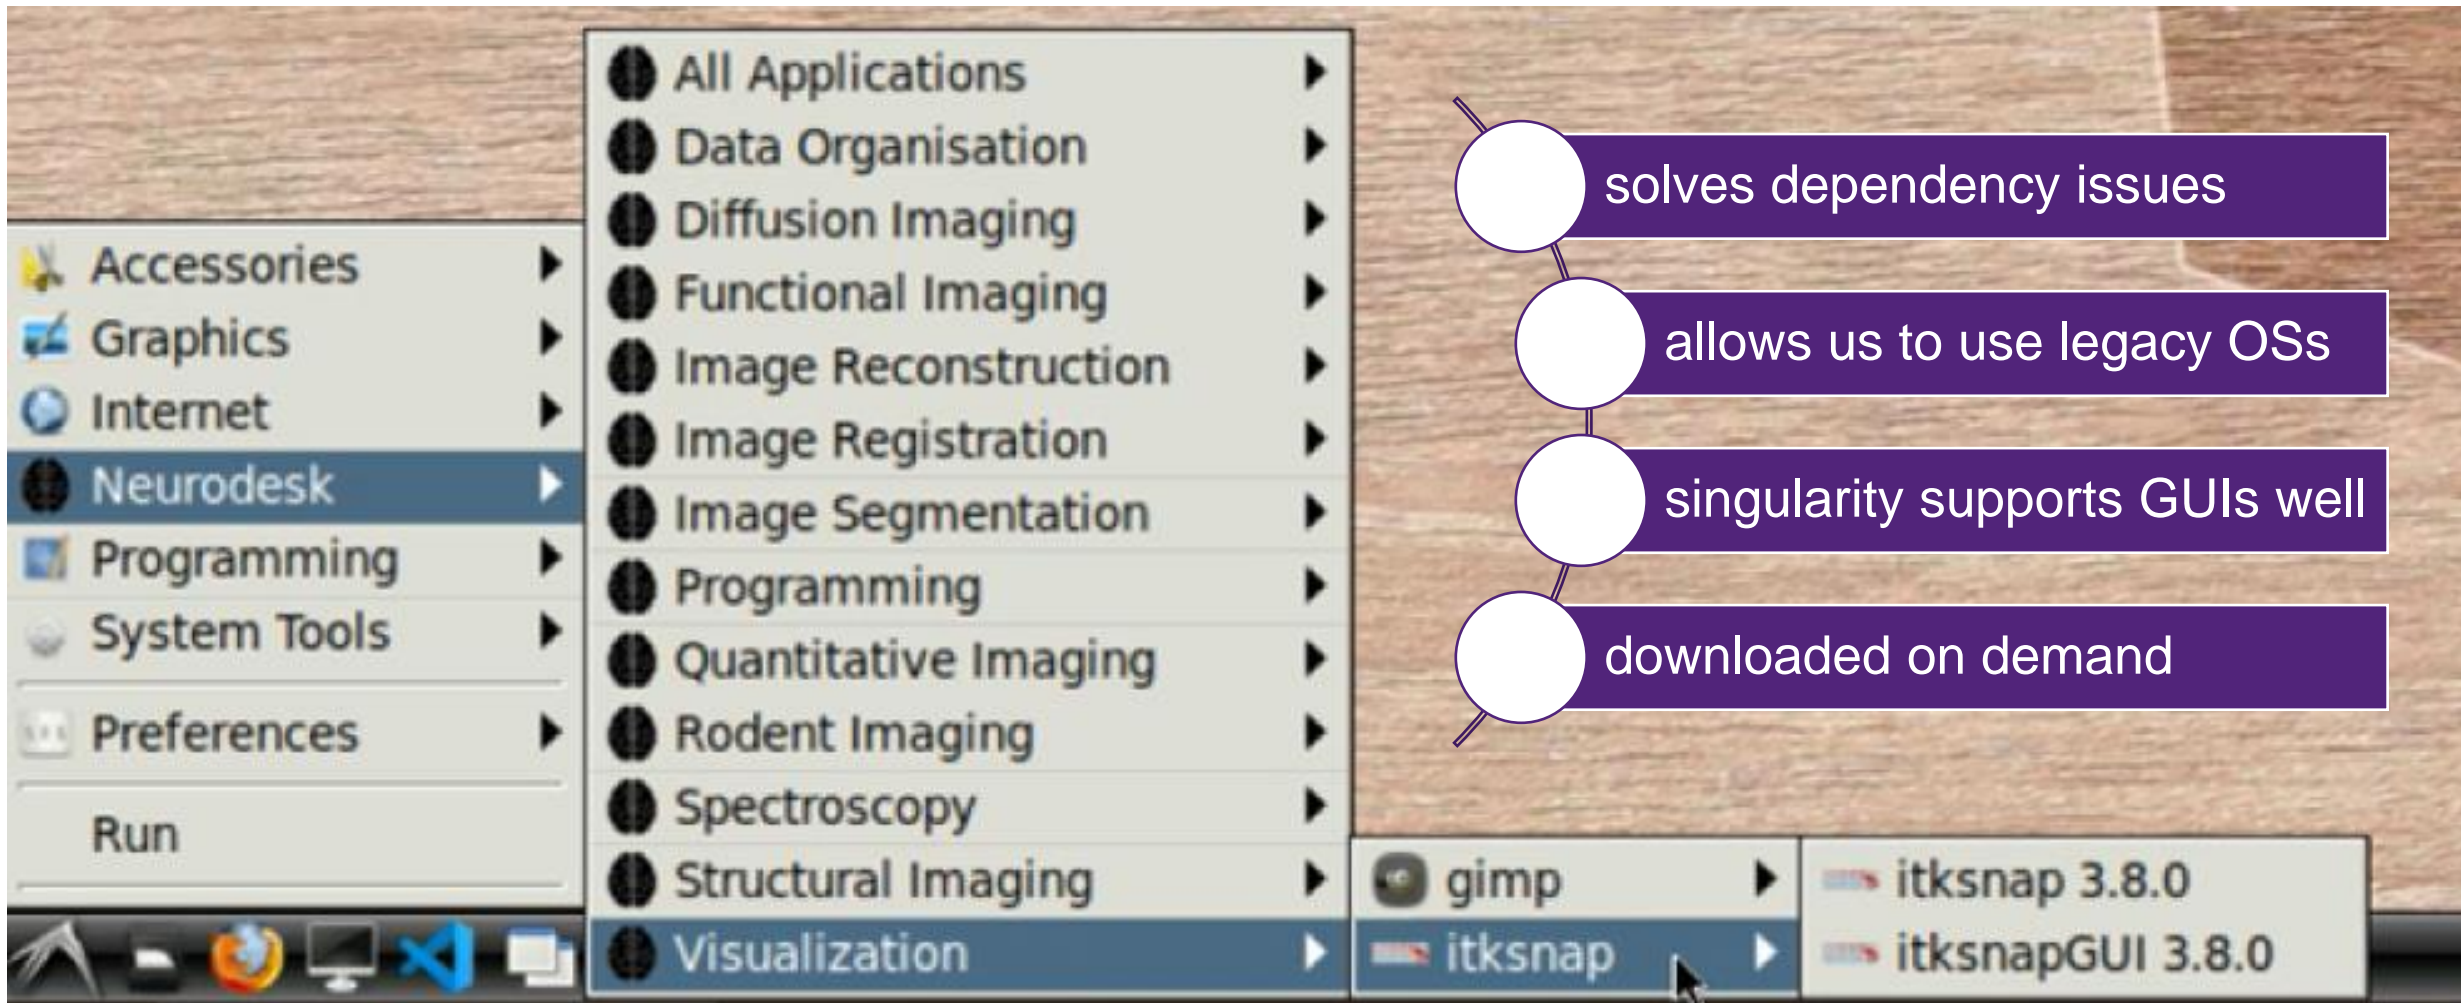 Accessories
Graphics
Internet
Neurodesk
Programming
System Tools
Preferences
Run
All Applications
Data Organisation
Diffusion Imaging
Functional Imaging
Image Reconstruction
Image Registration
Image Segmentation
Programming
Quantitative Imaging
Rodent Imaging
Spectroscopy
Structural Imaging
Visualization
gimp
itksnap
itksnap 3.8.0
itksnapGUI 3.8.0
solves dependency issues
allows us to use legacy OSs
singularity supports GUIs well
downloaded on demand